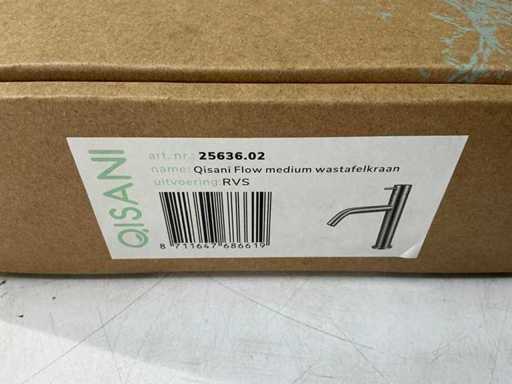 QISANI
art. nr.: 25636.02
name: Qisani Flow medium wastafelkraan
uitvoering: RVS
8 711647 686619